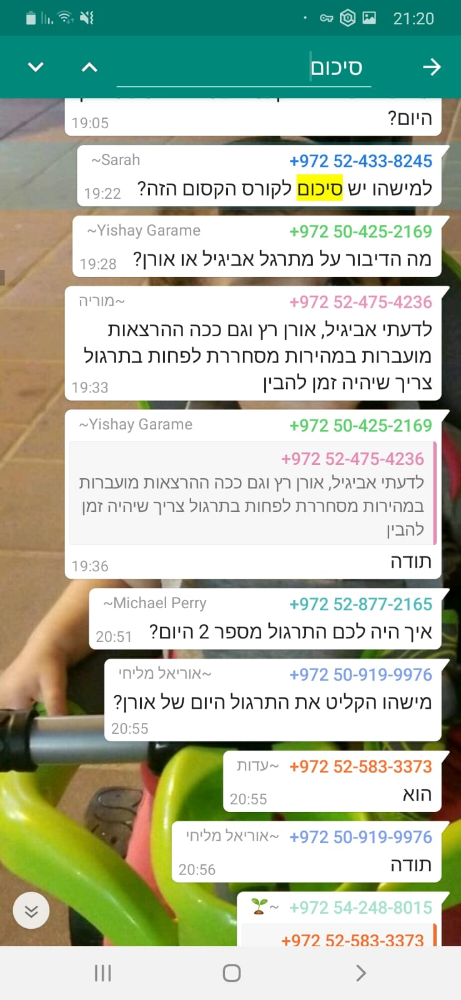 21:20
סיכום
היום?
19:05
~Sarah +972 52-433-8245
למישהו יש סיכום לקורס הקסום הזה?
19:22
~Yishay Garame +972 50-425-2169
מה הדיבור על מתרגל אביגיל או אורן?
19:28
~מוריה +972 52-475-4236
לדעתי אביגיל, אורן רץ וגם ככה ההרצאות
מועברות במהירות מסחררת לפחות בתרגול
צריך שיהיה זמן להבין
19:33
~Yishay Garame +972 50-425-2169
+972 52-475-4236
לדעתי אביגיל, אורן רץ וגם ככה ההרצאות מועברות
במהירות מסחררת לפחות בתרגול צריך שיהיה זמן
להבין
תודה
19:36
~Michael Perry +972 52-877-2165
איך היה לכם התרגול מספר 2 היום?
20:51
~אוריאל מליחי +972 50-919-9976
מישהו הקליט את התרגול היום של אורן?
20:55
~עדות +972 52-583-3373
הוא
20:55
~אוריאל מליחי +972 50-919-9976
תודה
20:56
~🌱 +972 54-248-8015
+972 52-583-3373